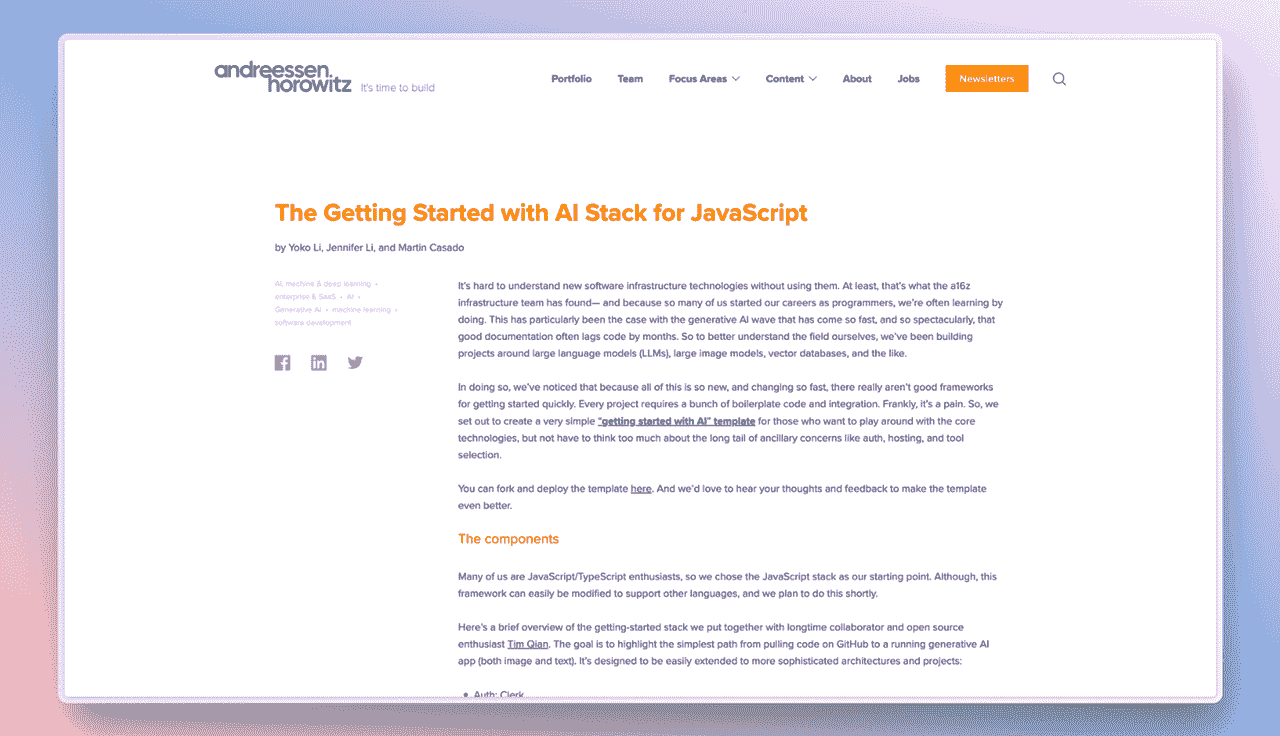 andreessen.
horowitz It's time to build
Portfolio Team Focus Areas Content About Jobs Newsletters
The Getting Started with AI Stack for JavaScript
by Yoko Li, Jennifer Li, and Martin Casado
AI, machine & deep learning •
enterprise & SaaS • AI •
Generative AI • machine learning •
software development
It's hard to understand new software infrastructure technologies without using them. At least, that's what the a16z
infrastructure team has found— and because so many of us started our careers as programmers, we're often learning by
doing. This has particularly been the case with the generative AI wave that has come so fast, and so spectacularly, that
good documentation often lags code by months. So to better understand the field ourselves, we've been building
projects around large language models (LLMs), large image models, vector databases, and the like.
In doing so, we've noticed that because all of this is so new, and changing so fast, there really aren't good frameworks
for getting started quickly. Every project requires a bunch of boilerplate code and integration. Frankly, it's a pain. So, we
set out to create a very simple "getting started with AI" template for those who want to play around with the core
technologies, but not have to think too much about the long tail of ancillary concerns like auth, hosting, and tool
selection.
You can fork and deploy the template here. And we'd love to hear your thoughts and feedback to make the template
even better.
The components
Many of us are JavaScript/TypeScript enthusiasts, so we chose the JavaScript stack as our starting point. Although, this
framework can easily be modified to support other languages, and we plan to do this shortly.
Here's a brief overview of the getting-started stack we put together with longtime collaborator and open source
enthusiast Tim Qian. The goal is to highlight the simplest path from pulling code on GitHub to a running generative AI
app (both image and text). It's designed to be easily extended to more sophisticated architectures and projects:
• Auth: Clerk